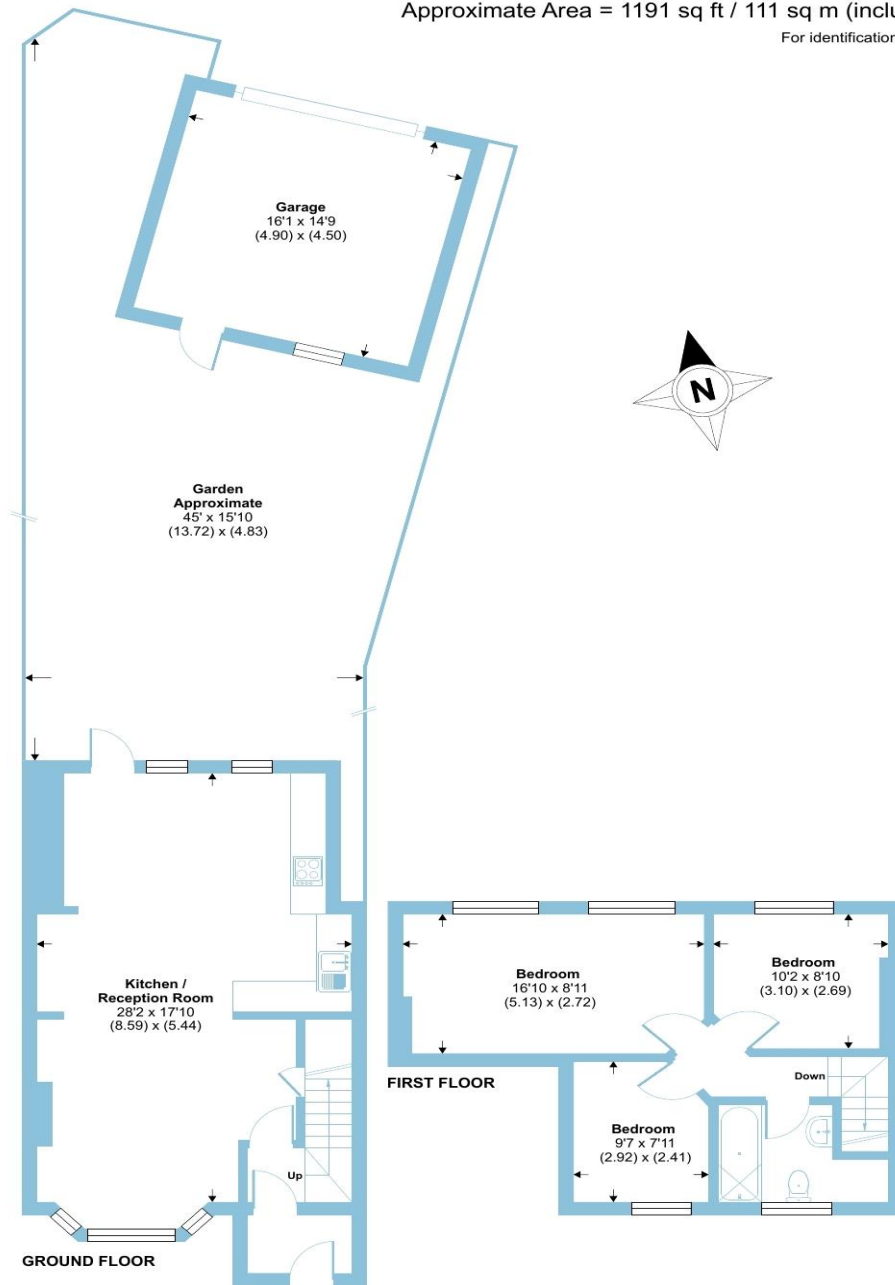 Approximate Area = 1191 sq ft / 111 sq m (inclu
For identification
Garage
16'1 x 14'9
(4.90) x (4.50)
N
Garden
Approximate
45' x 15'10
(13.72) x (4.83)
Kitchen /
Reception Room
28'2 x 17'10
(8.59) x (5.44)
Up
GROUND FLOOR
Bedroom
16'10 x 8'11
(5.13) x (2.72)
Bedroom
10'2 x 8'10
(3.10) x (2.69)
FIRST FLOOR
Down
Bedroom
9'7 x 7'11
(2.92) x (2.41)